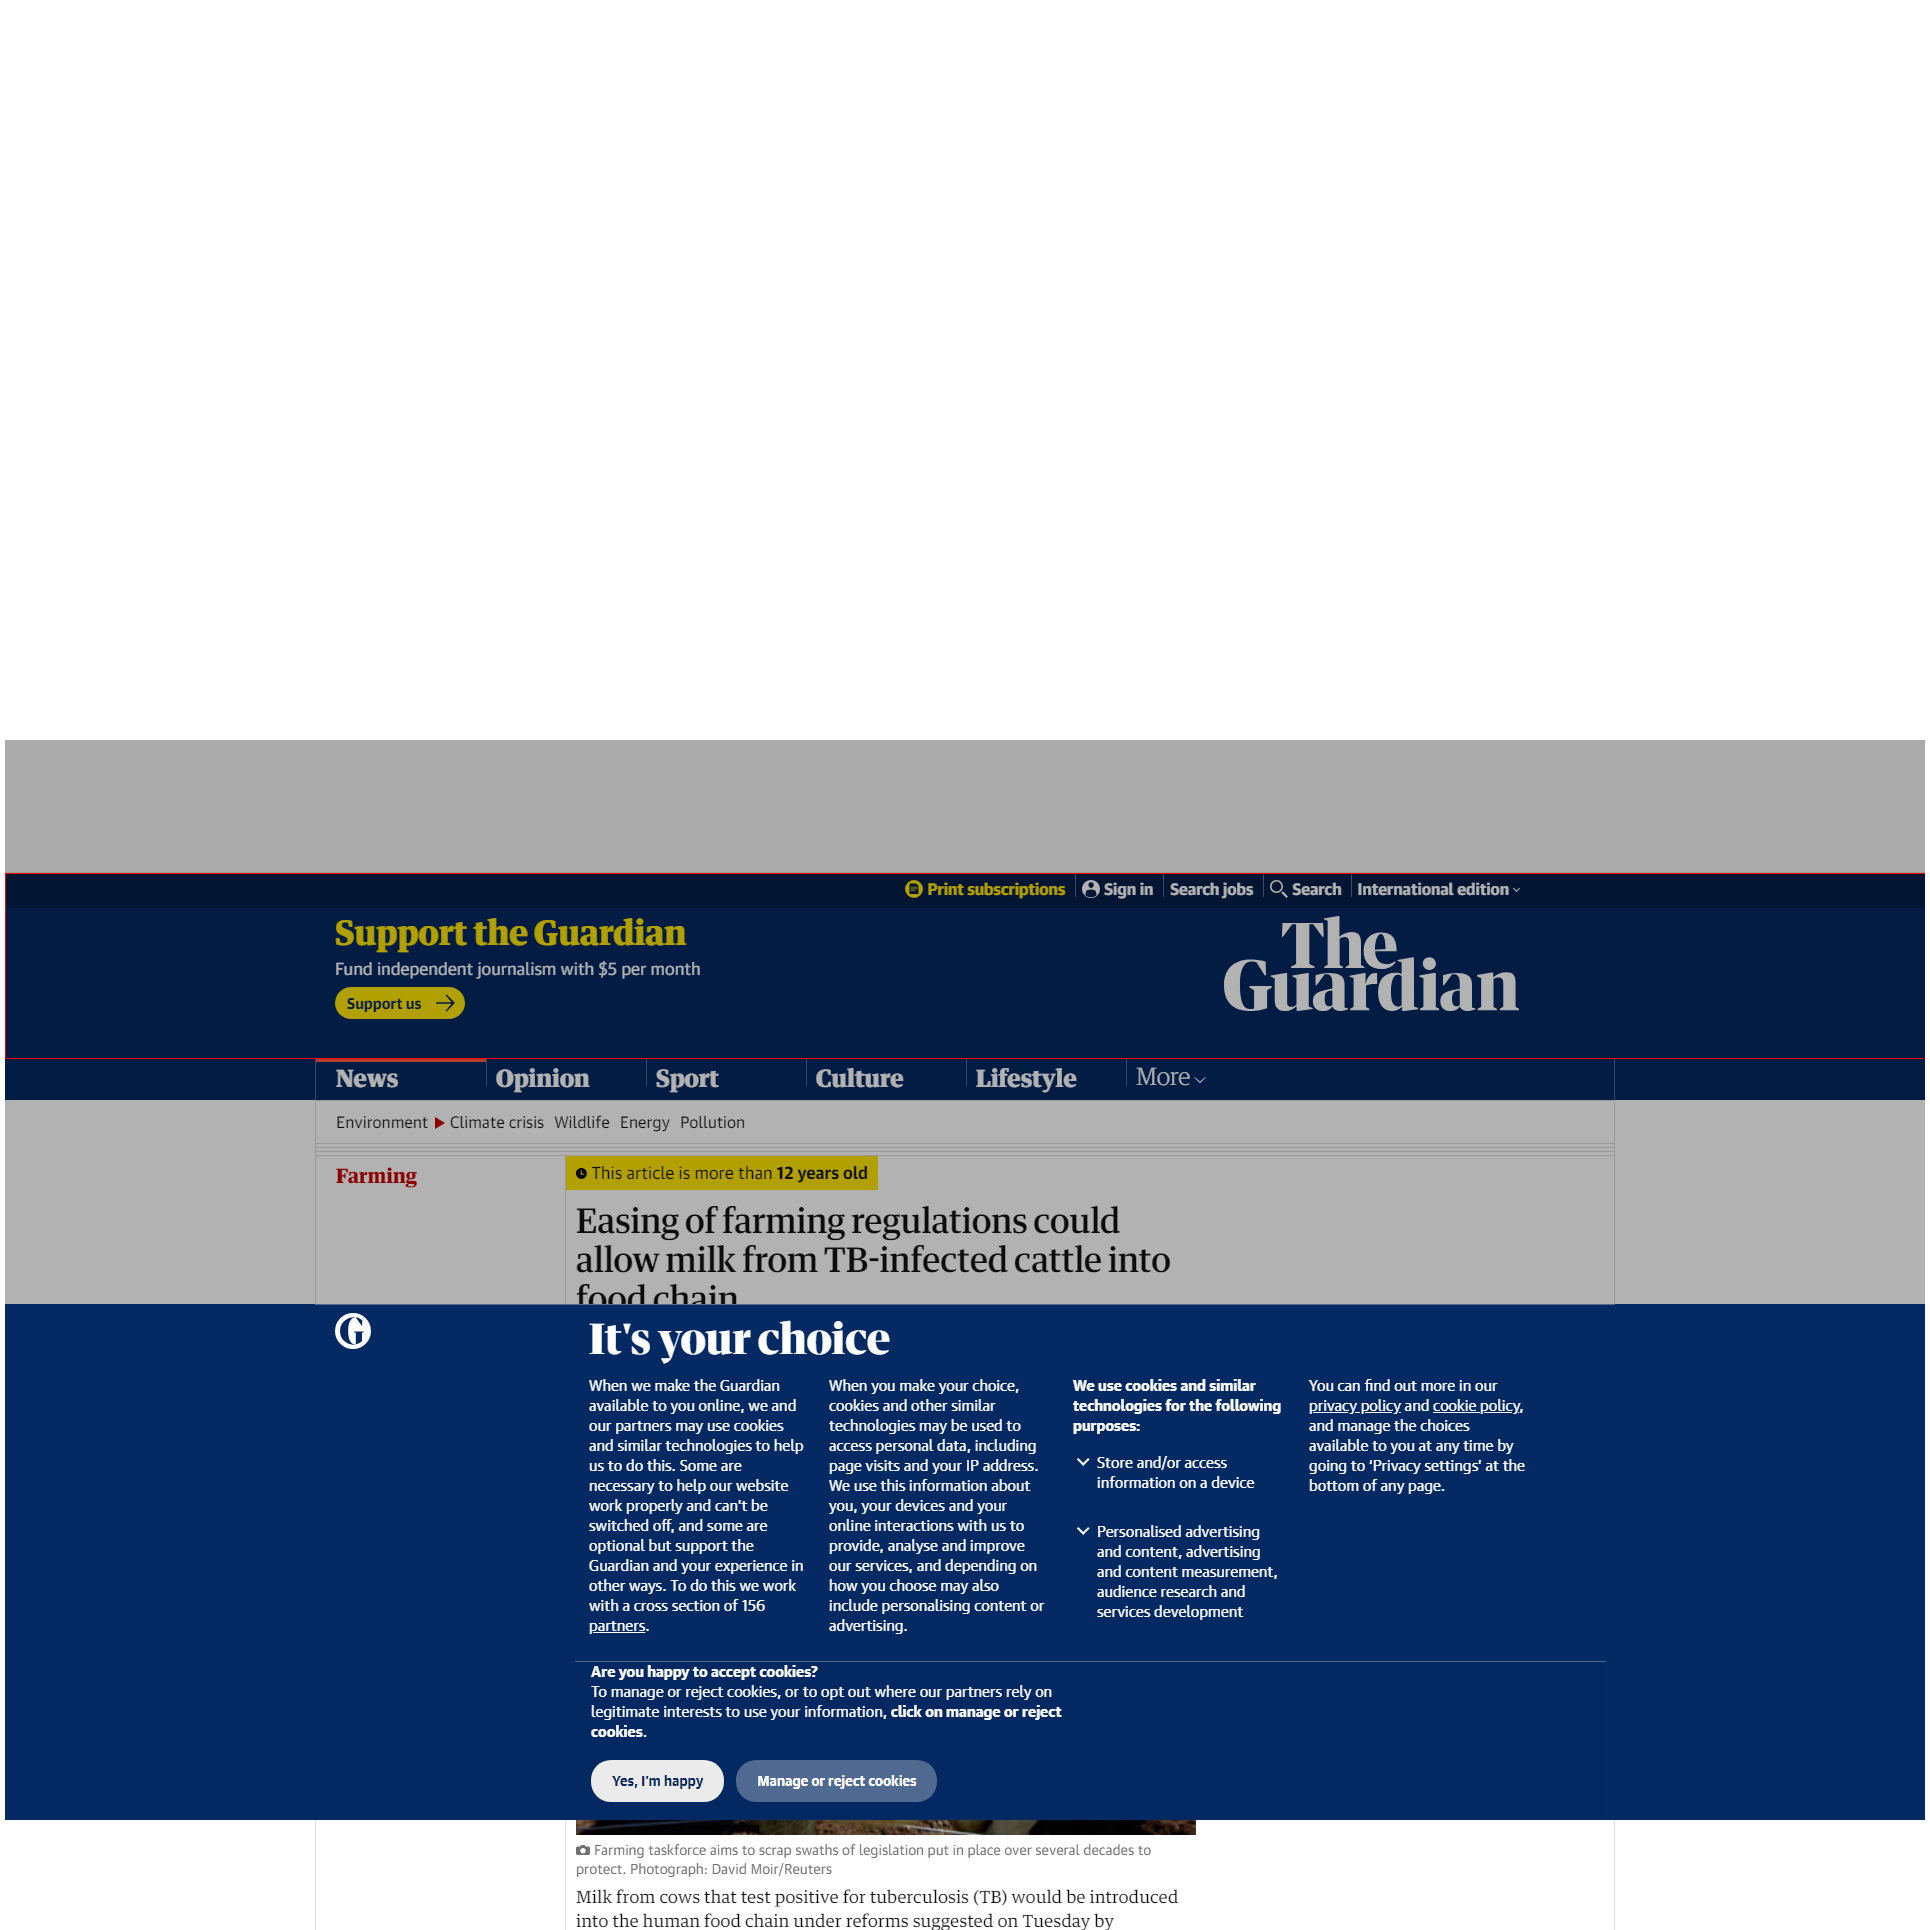 Print subscriptions
Sign in
Search jobs
Search
International edition
Support the Guardian
Fund independent journalism with $5 per month
Support us
The
Guardian
News
Opinion
Sport
Culture
Lifestyle
More
Environment
Climate crisis
Wildlife
Energy
Pollution
Farming
This article is more than 12 years old
Easing of farming regulations could
allow milk from TB-infected cattle into
food chain
G
It's your choice
When we make the Guardian
available to you online, we and
our partners may use cookies
and similar technologies to help
us to do this. Some are
necessary to help our website
work properly and can't be
switched off, and some are
optional but support the
Guardian and your experience in
other ways. To do this we work
with a cross section of 156
partners.
When you make your choice,
cookies and other similar
technologies may be used to
access personal data, including
page visits and your IP address.
We use this information about
you, your devices and your
online interactions with us to
provide, analyse and improve
our services, and depending on
how you choose may also
include personalising content or
advertising.
We use cookies and similar
technologies for the following
purposes:
Store and/or access
information on a device
Personalised advertising
and content, advertising
and content measurement,
audience research and
services development
You can find out more in our
privacy policy and cookie policy,
and manage the choices
available to you at any time by
going to ‘Privacy settings’ at the
bottom of any page.
Are you happy to accept cookies?
To manage or reject cookies, or to opt out where our partners rely on
legitimate interests to use your information, click on manage or reject
cookies.
Yes, I’m happy
Manage or reject cookies
Farming taskforce aims to scrap swaths of legislation put in place over several decades to
protect. Photograph: David Moir/Reuters
Milk from cows that test positive for tuberculosis (TB) would be introduced
into the human food chain under reforms suggested on Tuesday by